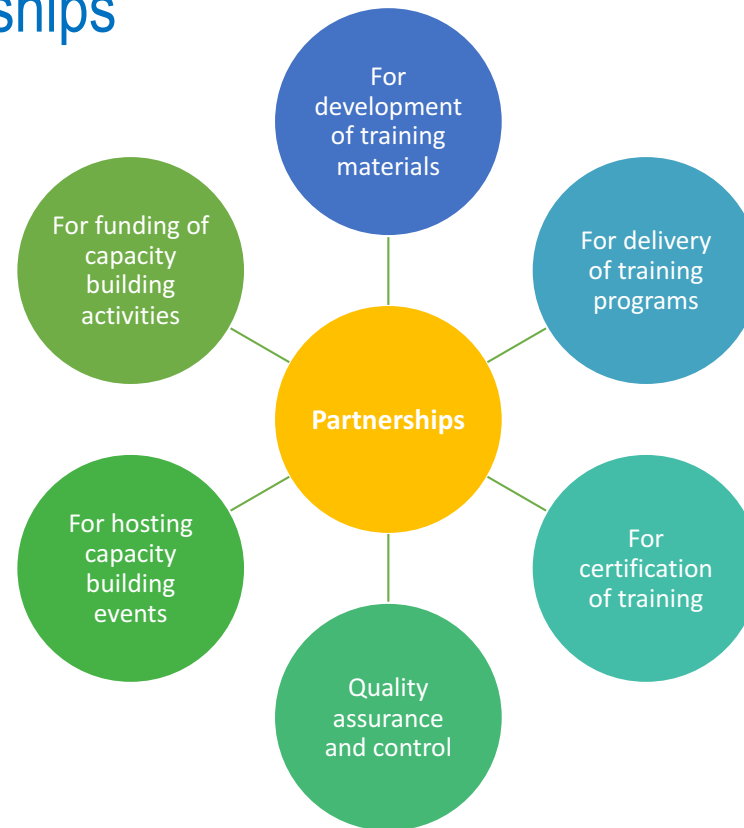 ships
For
development
of training
materials
For delivery
of training
programs
For
certification
of training
Quality
assurance
and control
For hosting
capacity
building
events
For funding of
capacity
building
activities
Partnerships